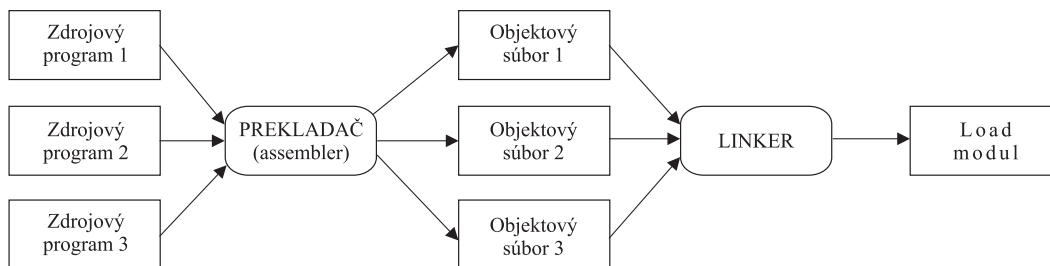 Zdrojový
program 1
Zdrojový
program 2
Zdrojový
program 3
PREKLADAČ
(assembler)
Objektový
súbor 1
Objektový
súbor 2
Objektový
súbor 3
LINKER
Load
modul